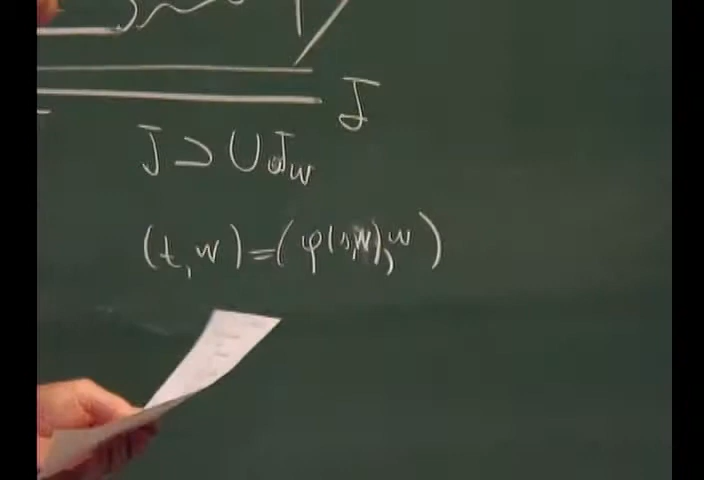 J
J ⊃ ∪ J_w
(t, w) = (φ(s, w), w)